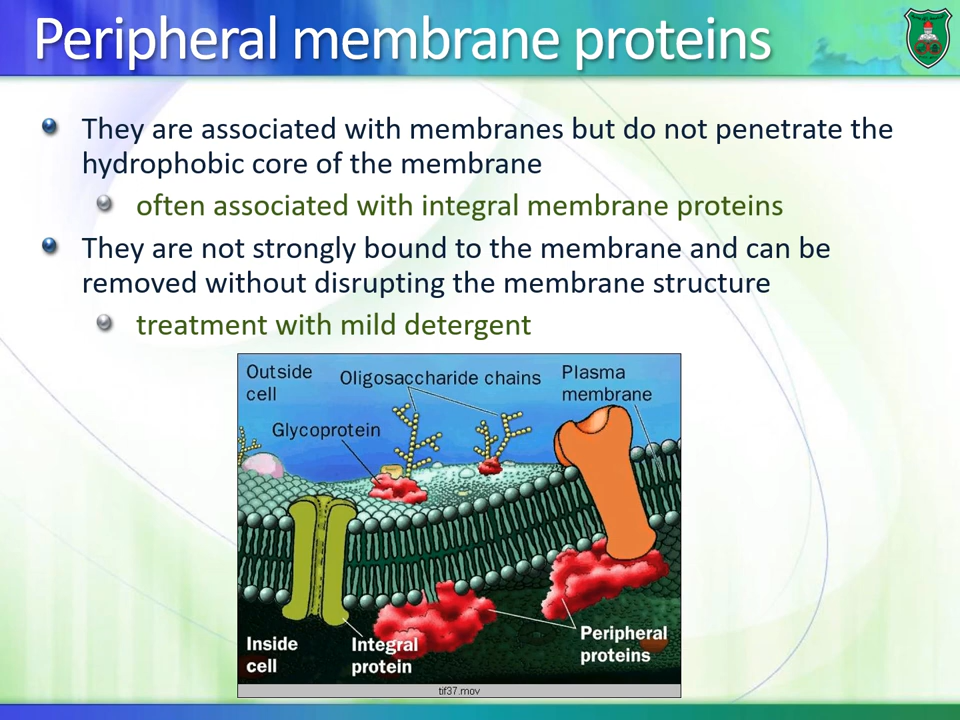 Peripheral membrane proteins
They are associated with membranes but do not penetrate the
hydrophobic core of the membrane
often associated with integral membrane proteins
They are not strongly bound to the membrane and can be
removed without disrupting the membrane structure
treatment with mild detergent
Outside
cell
Oligosaccharide chains
Plasma
membrane
Glycoprotein
Inside
cell
Integral
protein
Peripheral
proteins
tif37.mov